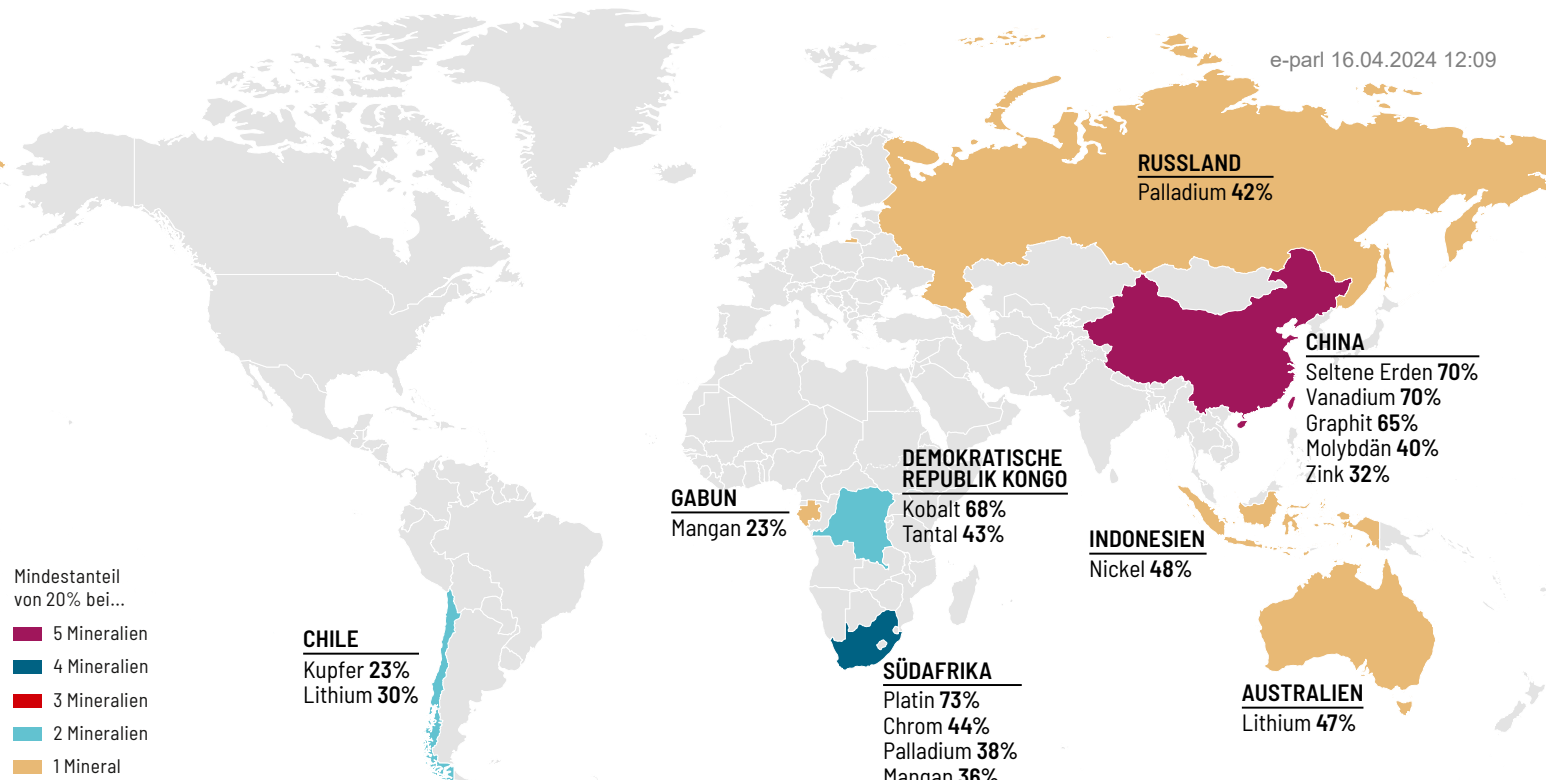 e-parl 16.04.2024 12:09
RUSSLAND
Palladium 42%
CHINA
Seltene Erden 70%
Vanadium 70%
Graphit 65%
Molybdän 40%
Zink 32%
DEMOKRATISCHE
REPUBLIK KONGO
Kobalt 68%
Tantal 43%
GABUN
Mangan 23%
INDONESIEN
Nickel 48%
Mindestanteil
von 20% bei...
5 Mineralien
4 Mineralien
3 Mineralien
2 Mineralien
1 Mineral
CHILE
Kupfer 23%
Lithium 30%
SÜDAFRIKA
Platin 73%
Chrom 44%
Palladium 38%
Mangan 36%
AUSTRALIEN
Lithium 47%